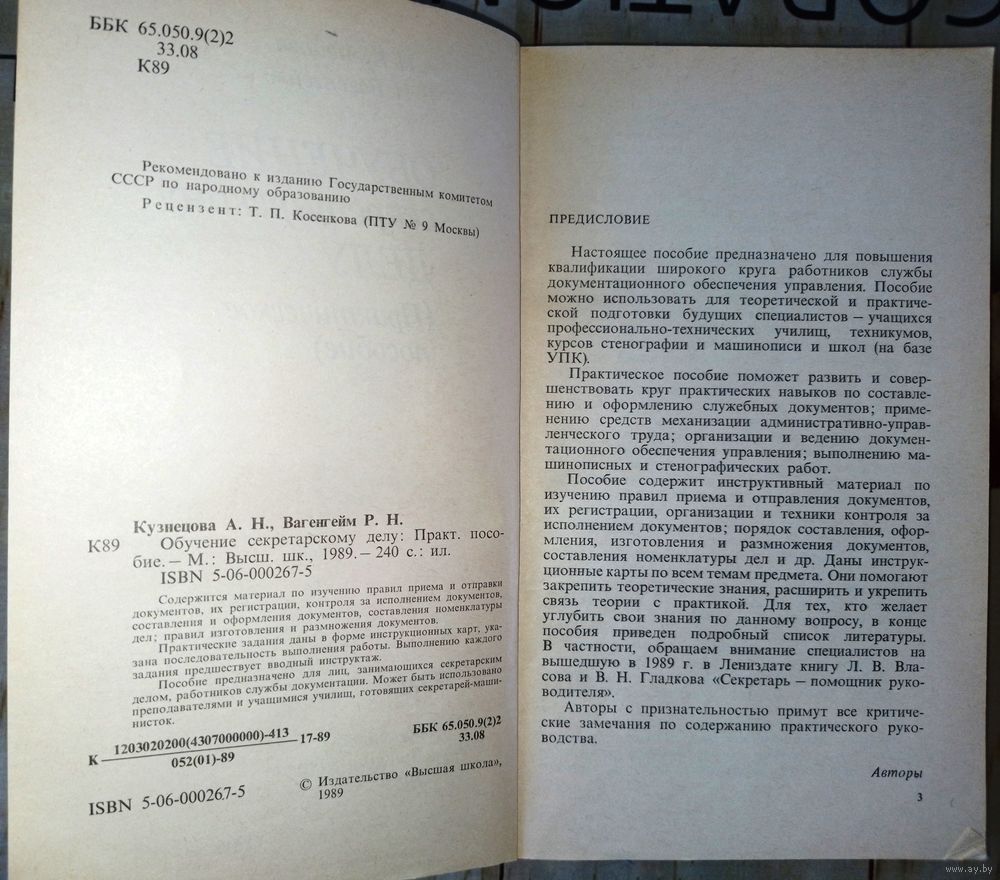 CORPORATION
ББК 65.050.9(2)2
33.08
К89
Рекомендовано к изданию Государственным комитетом
СССР по народному образованию
Рецензент: Т. П. Косенкова (ПТУ № 9 Москвы)
Кузнецова А. Н., Вагенгейм Р. Н.
К89 Обучение секретарскому делу: Практ. посо-
бие. – М.: Высш. шк., 1989. – 240 с.: ил.
ISBN 5-06-000267-5
Содержится материал по изучению правил приема и отправки
документов, их регистрации, контроля за исполнением документов,
составления и оформления документов, составления номенклатуры
дел; правил изготовления и размножения документов.
Практические задания даны в форме инструкционных карт, ука-
зана последовательность выполнения работы. Выполнению каждого
задания предшествует вводный инструктаж.
Пособие предназначено для лиц, занимающихся секретарским
делом, работников службы документации. Может быть использовано
преподавателями и учащимися училищ, готовящих секретарей-маши-
нисток.
К 1203020200(4307000000)-413 17-89
052(01)-89
ББК 65.050.9(2)2
33.08
ISBN 5-06-000267-5
© Издательство «Высшая школа»,
1989
ПРЕДИСЛОВИЕ
Настоящее пособие предназначено для повышения
квалификации широкого круга работников службы
документационного обеспечения управления. Пособие
можно использовать для теоретической и практиче-
ской подготовки будущих специалистов – учащихся
профессионально-технических училищ, техникумов,
курсов стенографии и машинописи и школ (на базе
УПК).
Практическое пособие поможет развить и совер-
шенствовать круг практических навыков по составле-
нию и оформлению служебных документов; приме-
нению средств механизации административно-управ-
ленческого труда; организации и ведению докумен-
тационного обеспечения управления; выполнению ма-
шинописных и стенографических работ.
Пособие содержит инструктивный материал по
изучению правил приема и отправления документов,
их регистрации, организации и техники контроля за
исполнением документов; порядок составления, офор-
мления, изготовления и размножения документов,
составления номенклатуры дел и др. Даны инструк-
ционные карты по всем темам предмета. Они помогают
закрепить теоретические знания, расширить и укрепить
связь теории с практикой. Для тех, кто желает
углубить свои знания по данному вопросу, в конце
пособия приведен подробный список литературы.
В частности, обращаем внимание специалистов на
вышедшую в 1989 г. в Лениздате книгу Л. В. Вла-
сова и В. Н. Гладкова «Секретарь – помощник руко-
водителя».
Авторы с признательностью примут все критиче-
ские замечания по содержанию практического руко-
водства.
Авторы
3
www.ay.by